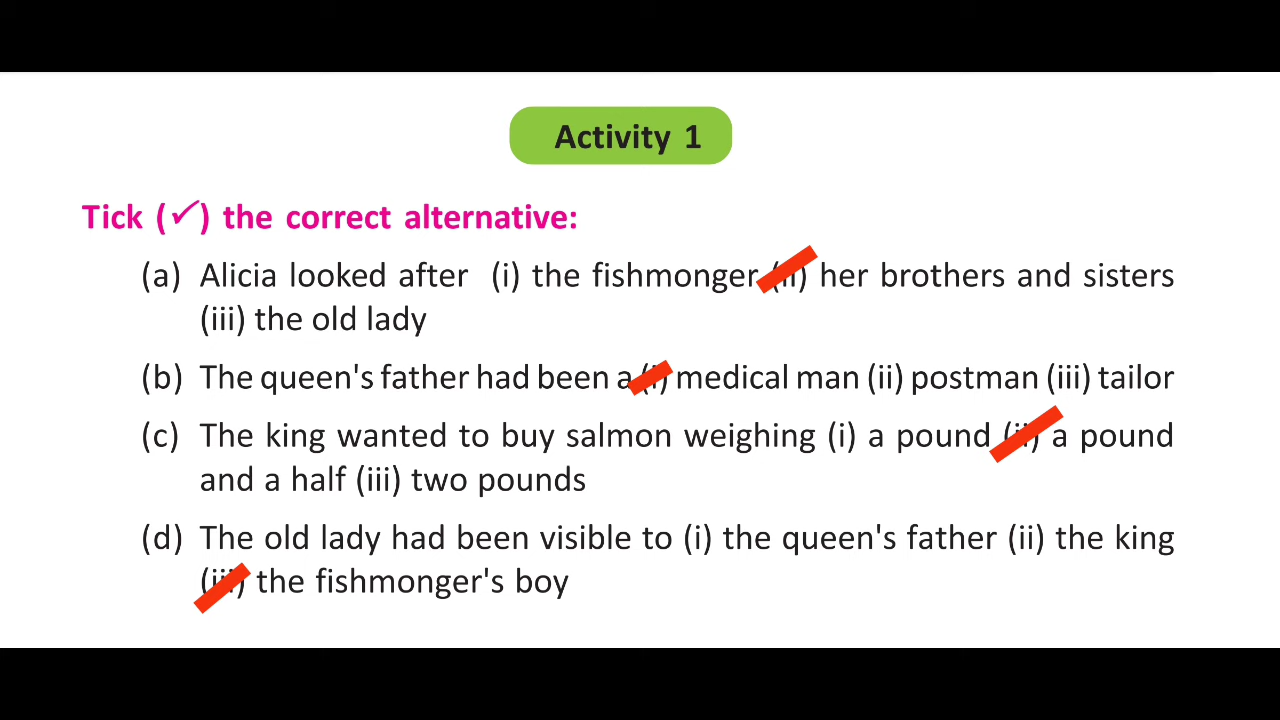 Activity 1
Tick (✓) the correct alternative:
(a) Alicia looked after (i) the fishmonger (ii) her brothers and sisters
(iii) the old lady
(b) The queen's father had been a (i) medical man (ii) postman (iii) tailor
(c) The king wanted to buy salmon weighing (i) a pound (ii) a pound
and a half (iii) two pounds
(d) The old lady had been visible to (i) the queen's father (ii) the king
(iii) the fishmonger's boy